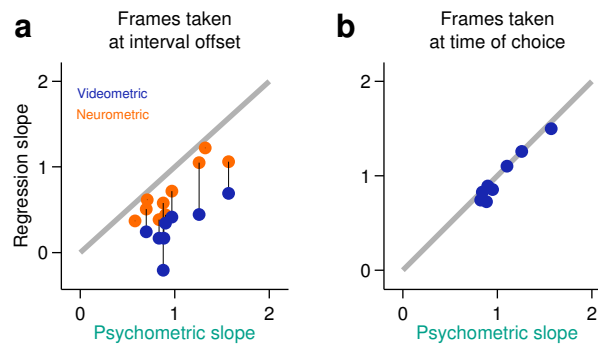 a
Frames taken
at interval offset
Videometric
Neurometric
Regression slope
2
1
0
0
1
2
Psychometric slope
b
Frames taken
at time of choice
2
1
0
0
1
2
Psychometric slope